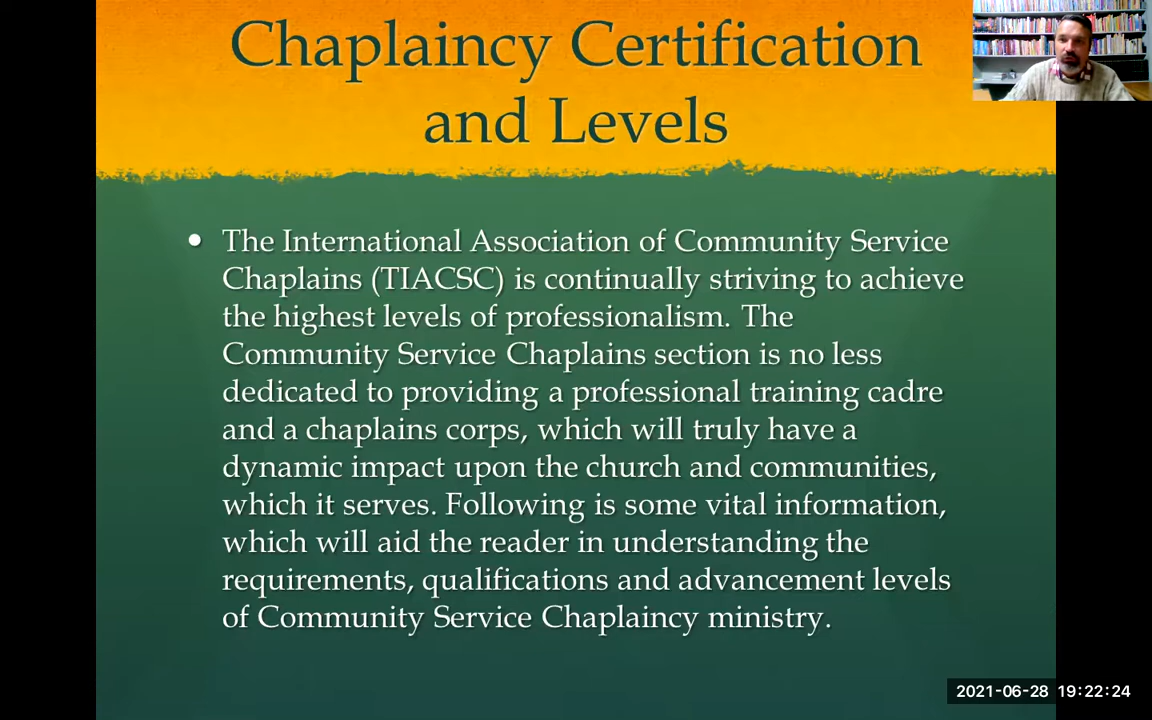 Chaplaincy Certification
and Levels
• The International Association of Community Service
Chaplains (TIACSC) is continually striving to achieve
the highest levels of professionalism. The
Community Service Chaplains section is no less
dedicated to providing a professional training cadre
and a chaplains corps, which will truly have a
dynamic impact upon the church and communities,
which it serves. Following is some vital information,
which will aid the reader in understanding the
requirements, qualifications and advancement levels
of Community Service Chaplaincy ministry.
2021-06-28 19:22:24